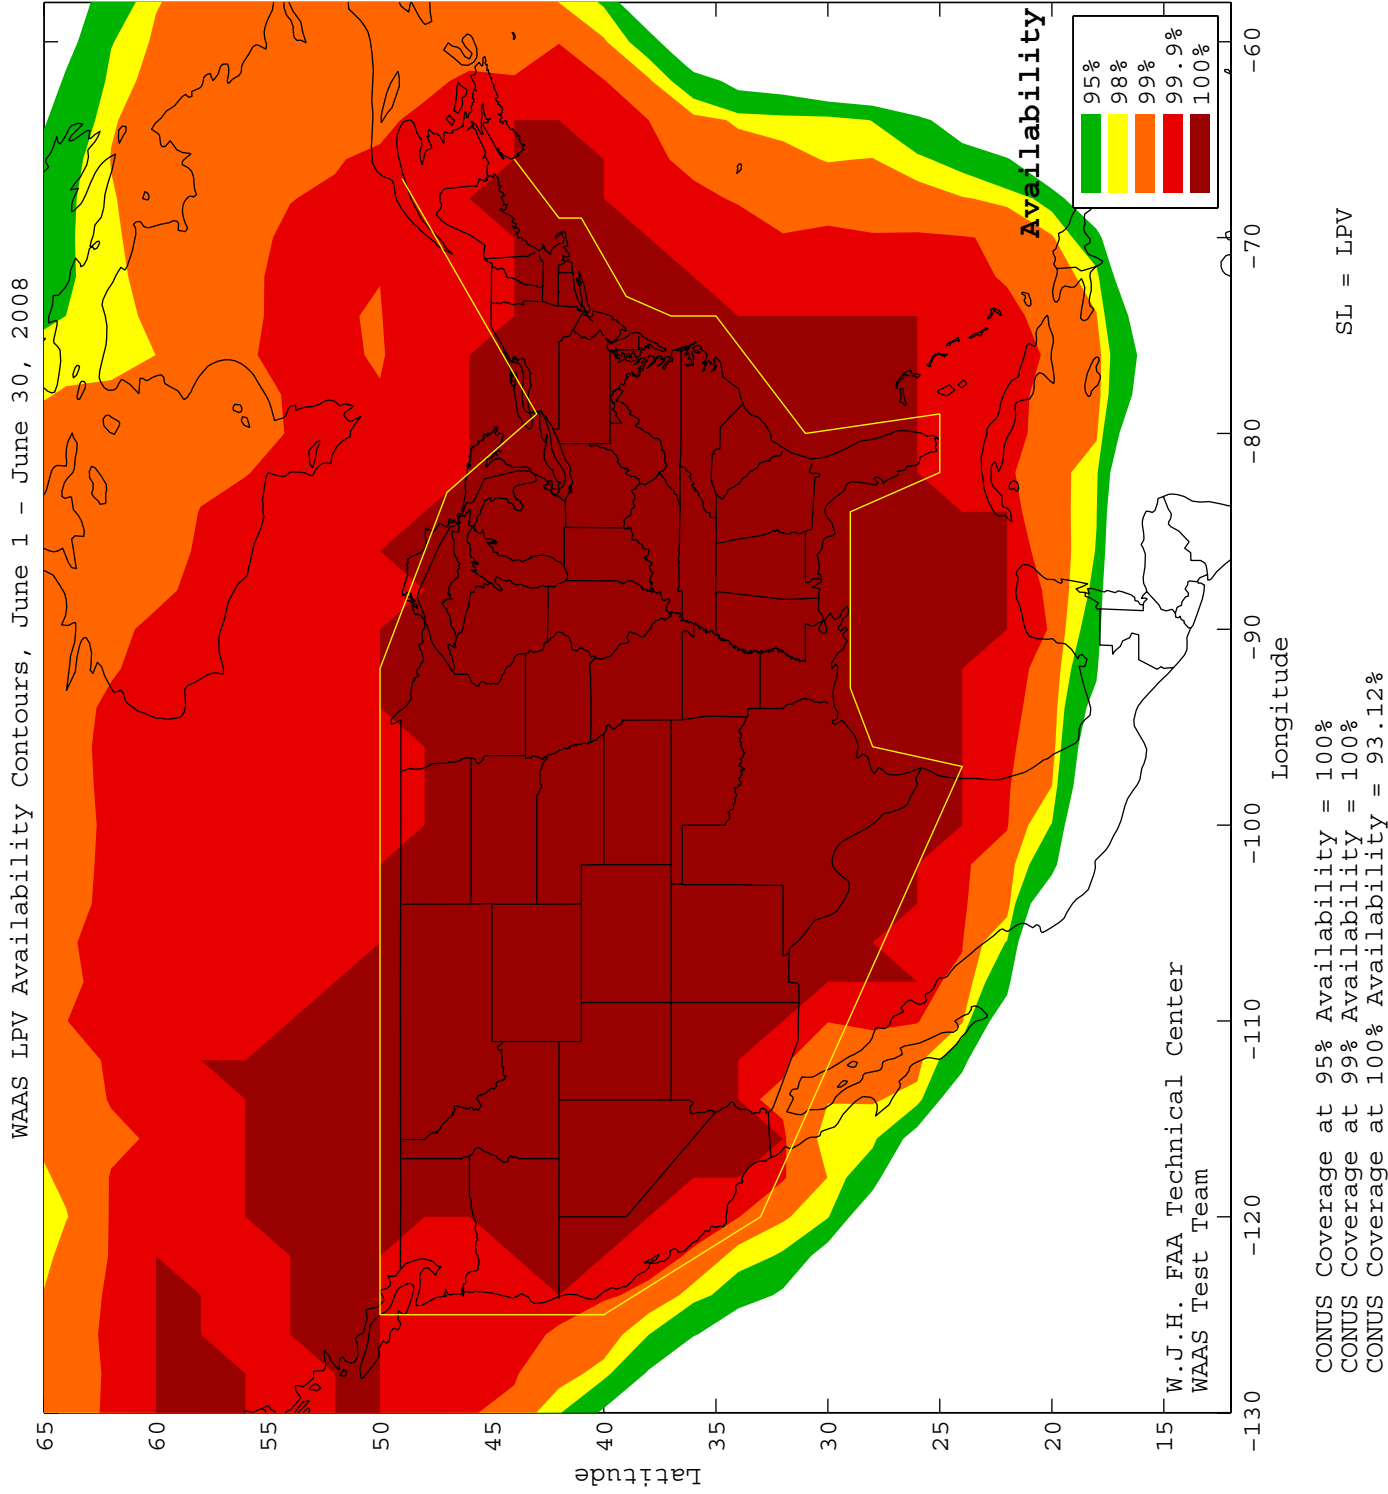 WAAS LPV Availability Contours, June 1 - June 30, 2008
65
60
55
50
45
40
35
30
25
20
15
Latitude
-130
-120
-110
-100
-90
-80
-70
-60
Longitude
W.J.H. FAA Technical Center
WAAS Test Team
Availability
95%
98%
99%
99.9%
100%
SL = LPV
CONUS Coverage at 95% Availability = 100%
CONUS Coverage at 99% Availability = 100%
CONUS Coverage at 100% Availability = 93.12%